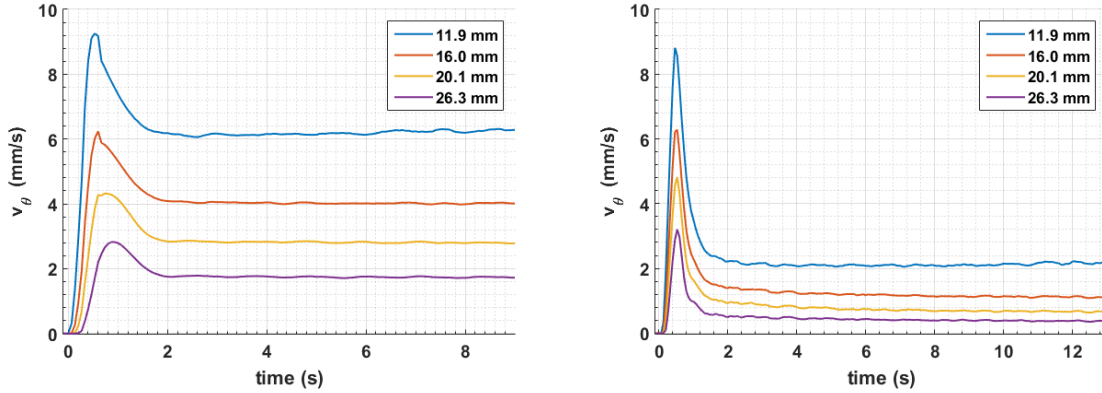 10
8
6
4
2
0
v_θ (mm/s)
0 2 4 6 8
time (s)
11.9 mm
16.0 mm
20.1 mm
26.3 mm
10
8
6
4
2
0
v_θ (mm/s)
0 2 4 6 8 10 12
time (s)
11.9 mm
16.0 mm
20.1 mm
26.3 mm